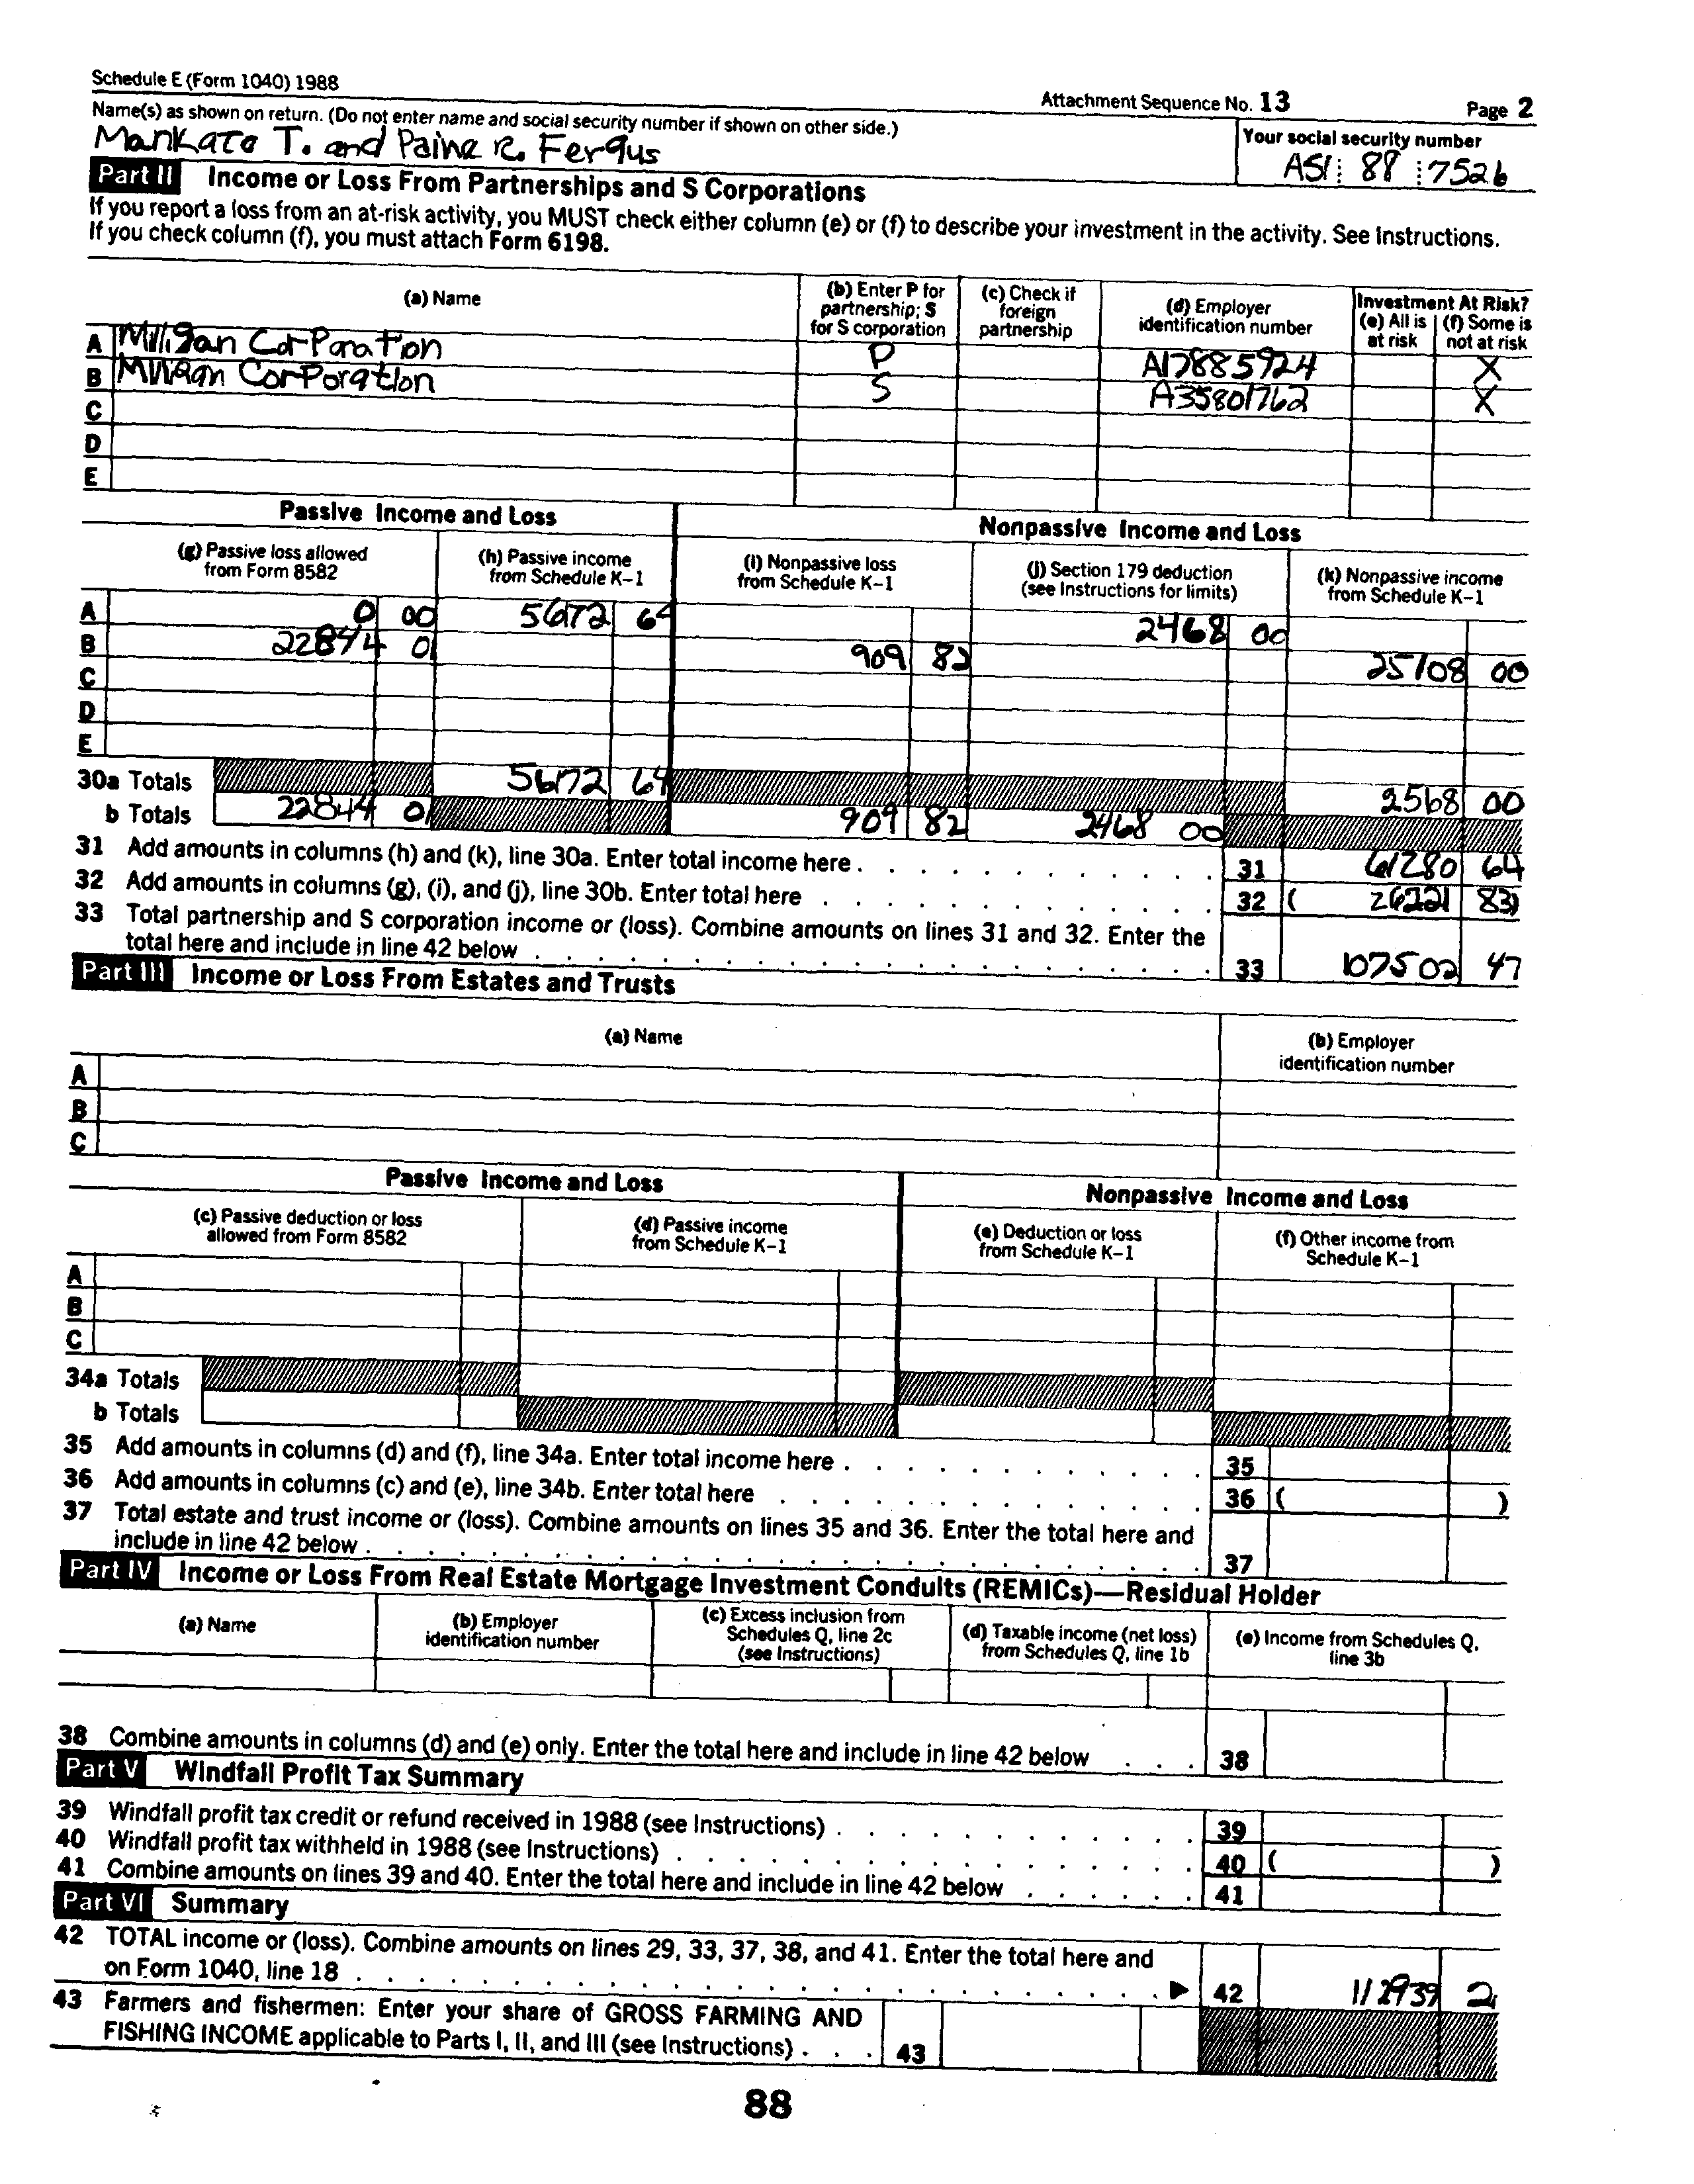 Schedule E (Form 1040) 1988
Attachment Sequence No. 13
Page 2
Name(s) as shown on return. (Do not enter name and social security number if shown on other side.)
Your social security number
Mankato T. and Paine R. Fergus
AS1 88 7526
Part II Income or Loss From Partnerships and S Corporations
If you report a loss from an at-risk activity, you MUST check either column (e) or (f) to describe your investment in the activity. See Instructions.
If you check column (f), you must attach Form 6198.
(a) Name
(b) Enter P for partnership; S for S corporation
(c) Check if foreign partnership
(d) Employer identification number
Investment At Risk?
(e) All is at risk
(f) Some is not at risk
A Milligan Corporation P A17885924 X
B Milligan Corporation S A35801762 X
C
D
E
Passive Income and Loss
Nonpassive Income and Loss
(g) Passive loss allowed from Form 8582
(h) Passive income from Schedule K-1
(i) Nonpassive loss from Schedule K-1
(j) Section 179 deduction (see Instructions for limits)
(k) Nonpassive income from Schedule K-1
A 0 00 5672 64 2468 00
B 22844 01 909 82 25108 00
C
D
E
30a Totals 5672 64 2568 00
b Totals 22844 01 909 82 2468 00
31 Add amounts in columns (h) and (k), line 30a. Enter total income here 31 61280 64
32 Add amounts in columns (g), (i), and (j), line 30b. Enter total here 32 ( 26221 83)
33 Total partnership and S corporation income or (loss). Combine amounts on lines 31 and 32. Enter the
total here and include in line 42 below 33 107502 47
Part III Income or Loss From Estates and Trusts
(a) Name
(b) Employer identification number
A
B
C
Passive Income and Loss
Nonpassive Income and Loss
(c) Passive deduction or loss allowed from Form 8582
(d) Passive income from Schedule K-1
(e) Deduction or loss from Schedule K-1
(f) Other income from Schedule K-1
A
B
C
34a Totals
b Totals
35 Add amounts in columns (d) and (f), line 34a. Enter total income here 35
36 Add amounts in columns (c) and (e), line 34b. Enter total here 36 ( )
37 Total estate and trust income or (loss). Combine amounts on lines 35 and 36. Enter the total here and
include in line 42 below 37
Part IV Income or Loss From Real Estate Mortgage Investment Conduits (REMICs)—Residual Holder
(a) Name
(b) Employer identification number
(c) Excess inclusion from Schedules Q, line 2c (see Instructions)
(d) Taxable income (net loss) from Schedules Q, line 1b
(e) Income from Schedules Q, line 3b
38 Combine amounts in columns (d) and (e) only. Enter the total here and include in line 42 below 38
Part V Windfall Profit Tax Summary
39 Windfall profit tax credit or refund received in 1988 (see Instructions) 39
40 Windfall profit tax withheld in 1988 (see Instructions) 40 ( )
41 Combine amounts on lines 39 and 40. Enter the total here and include in line 42 below 41
Part VI Summary
42 TOTAL income or (loss). Combine amounts on lines 29, 33, 37, 38, and 41. Enter the total here and
on Form 1040, line 18 ▶ 42 112939 2
43 Farmers and fishermen: Enter your share of GROSS FARMING AND
FISHING INCOME applicable to Parts I, II, and III (see Instructions) 43
88